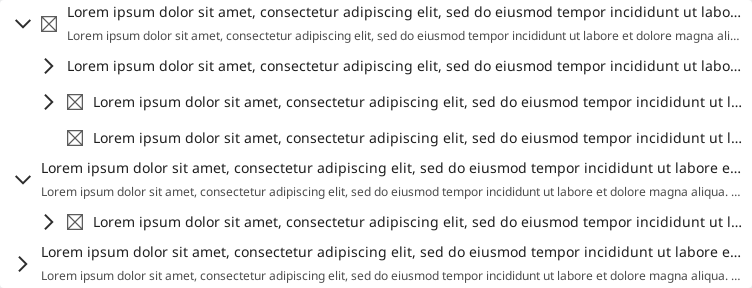 Lorem ipsum dolor sit amet, consectetur adipiscing elit, sed do eiusmod tempor incididunt ut labo...
Lorem ipsum dolor sit amet, consectetur adipiscing elit, sed do eiusmod tempor incididunt ut labore et dolore magna ali...
Lorem ipsum dolor sit amet, consectetur adipiscing elit, sed do eiusmod tempor incididunt ut labo...
Lorem ipsum dolor sit amet, consectetur adipiscing elit, sed do eiusmod tempor incididunt ut l...
Lorem ipsum dolor sit amet, consectetur adipiscing elit, sed do eiusmod tempor incididunt ut l...
Lorem ipsum dolor sit amet, consectetur adipiscing elit, sed do eiusmod tempor incididunt ut labore e...
Lorem ipsum dolor sit amet, consectetur adipiscing elit, sed do eiusmod tempor incididunt ut labore et dolore magna aliqua. ...
Lorem ipsum dolor sit amet, consectetur adipiscing elit, sed do eiusmod tempor incididunt ut l...
Lorem ipsum dolor sit amet, consectetur adipiscing elit, sed do eiusmod tempor incididunt ut labore e...
Lorem ipsum dolor sit amet, consectetur adipiscing elit, sed do eiusmod tempor incididunt ut labore et dolore magna aliqua. ...